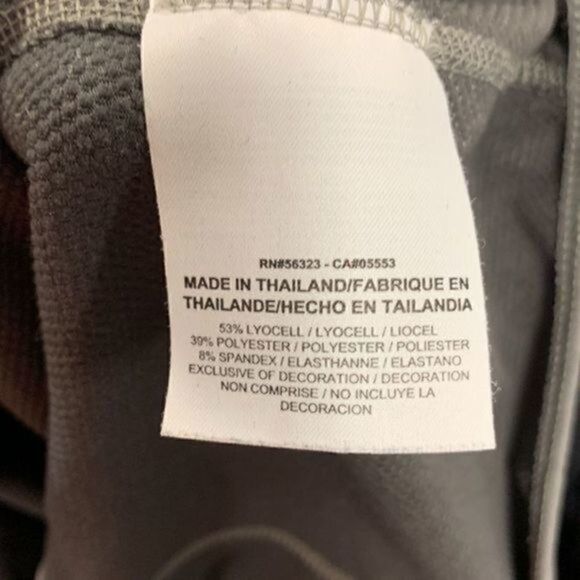 RN#56323 - CA#05553
MADE IN THAILAND/FABRIQUE EN
THAILANDE/HECHO EN TAILANDIA
53% LYOCELL / LYOCELL / LIOCEL
39% POLYESTER / POLYESTER / POLIESTER
8% SPANDEX / ELASTHANNE / ELASTANO
EXCLUSIVE OF DECORATION / DECORATION
NON COMPRISE / NO INCLUYE LA
DECORACION